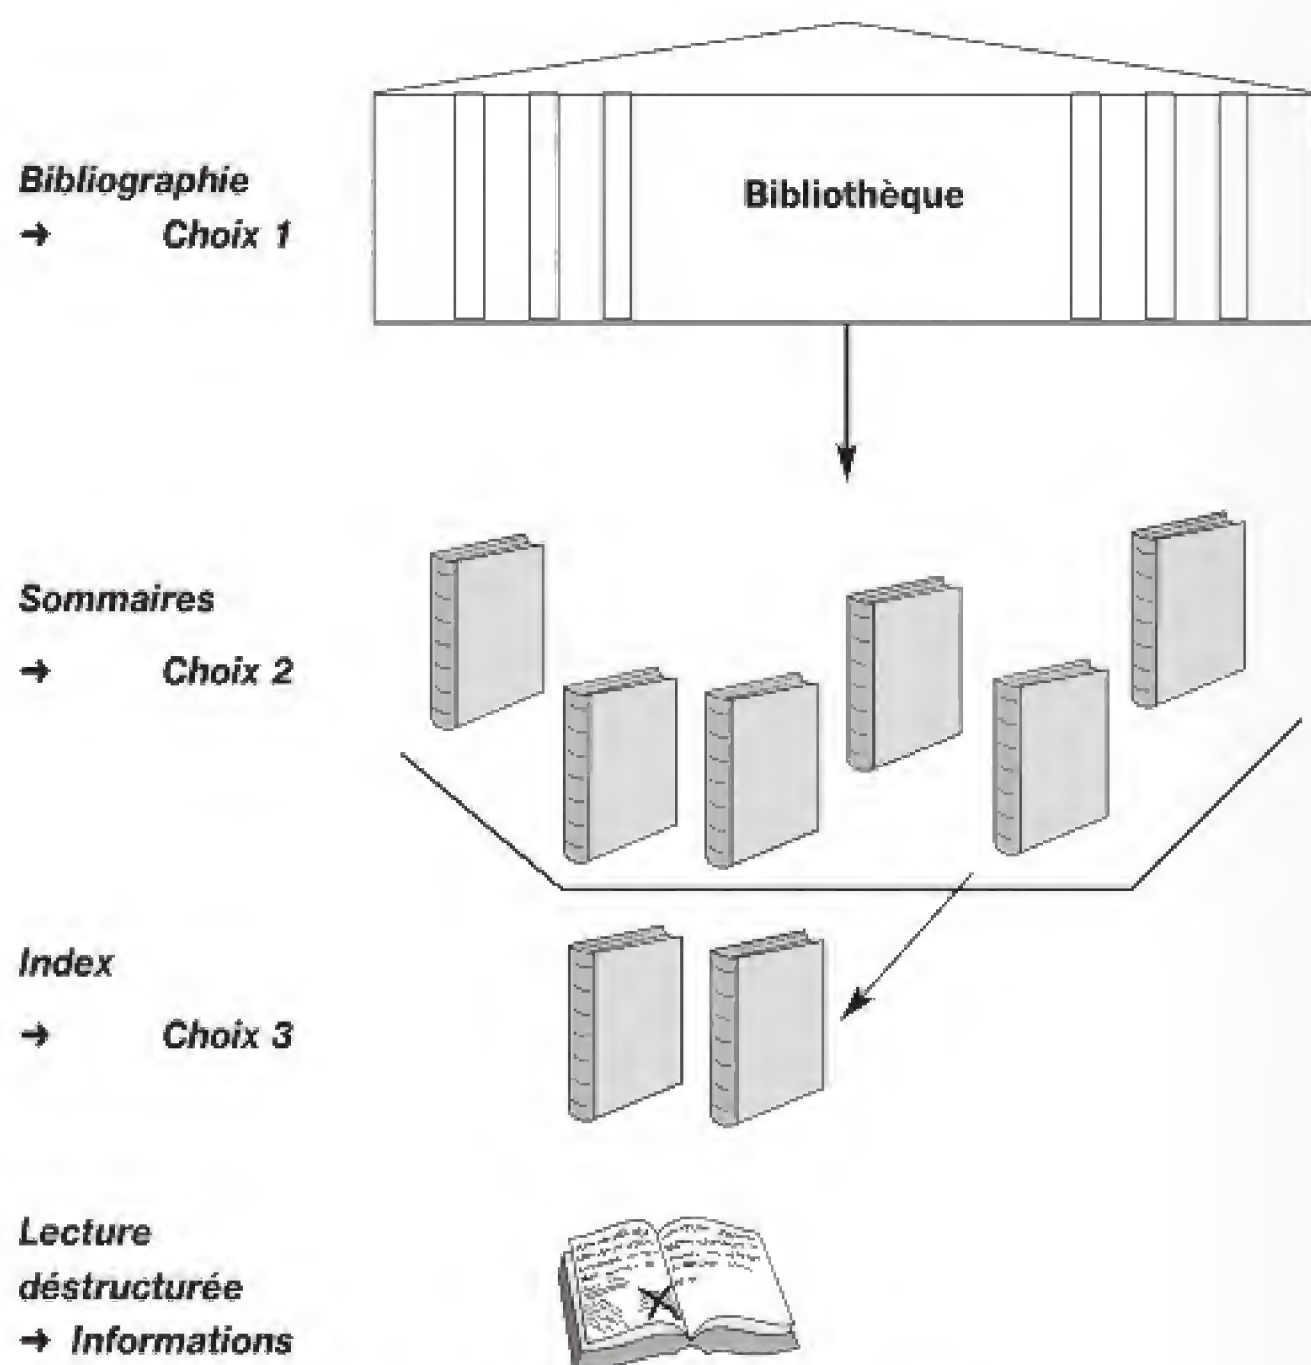 Bibliographie
→ Choix 1
Bibliothèque
Sommaires
→ Choix 2
Index
→ Choix 3
Lecture
déstructurée
→ Informations